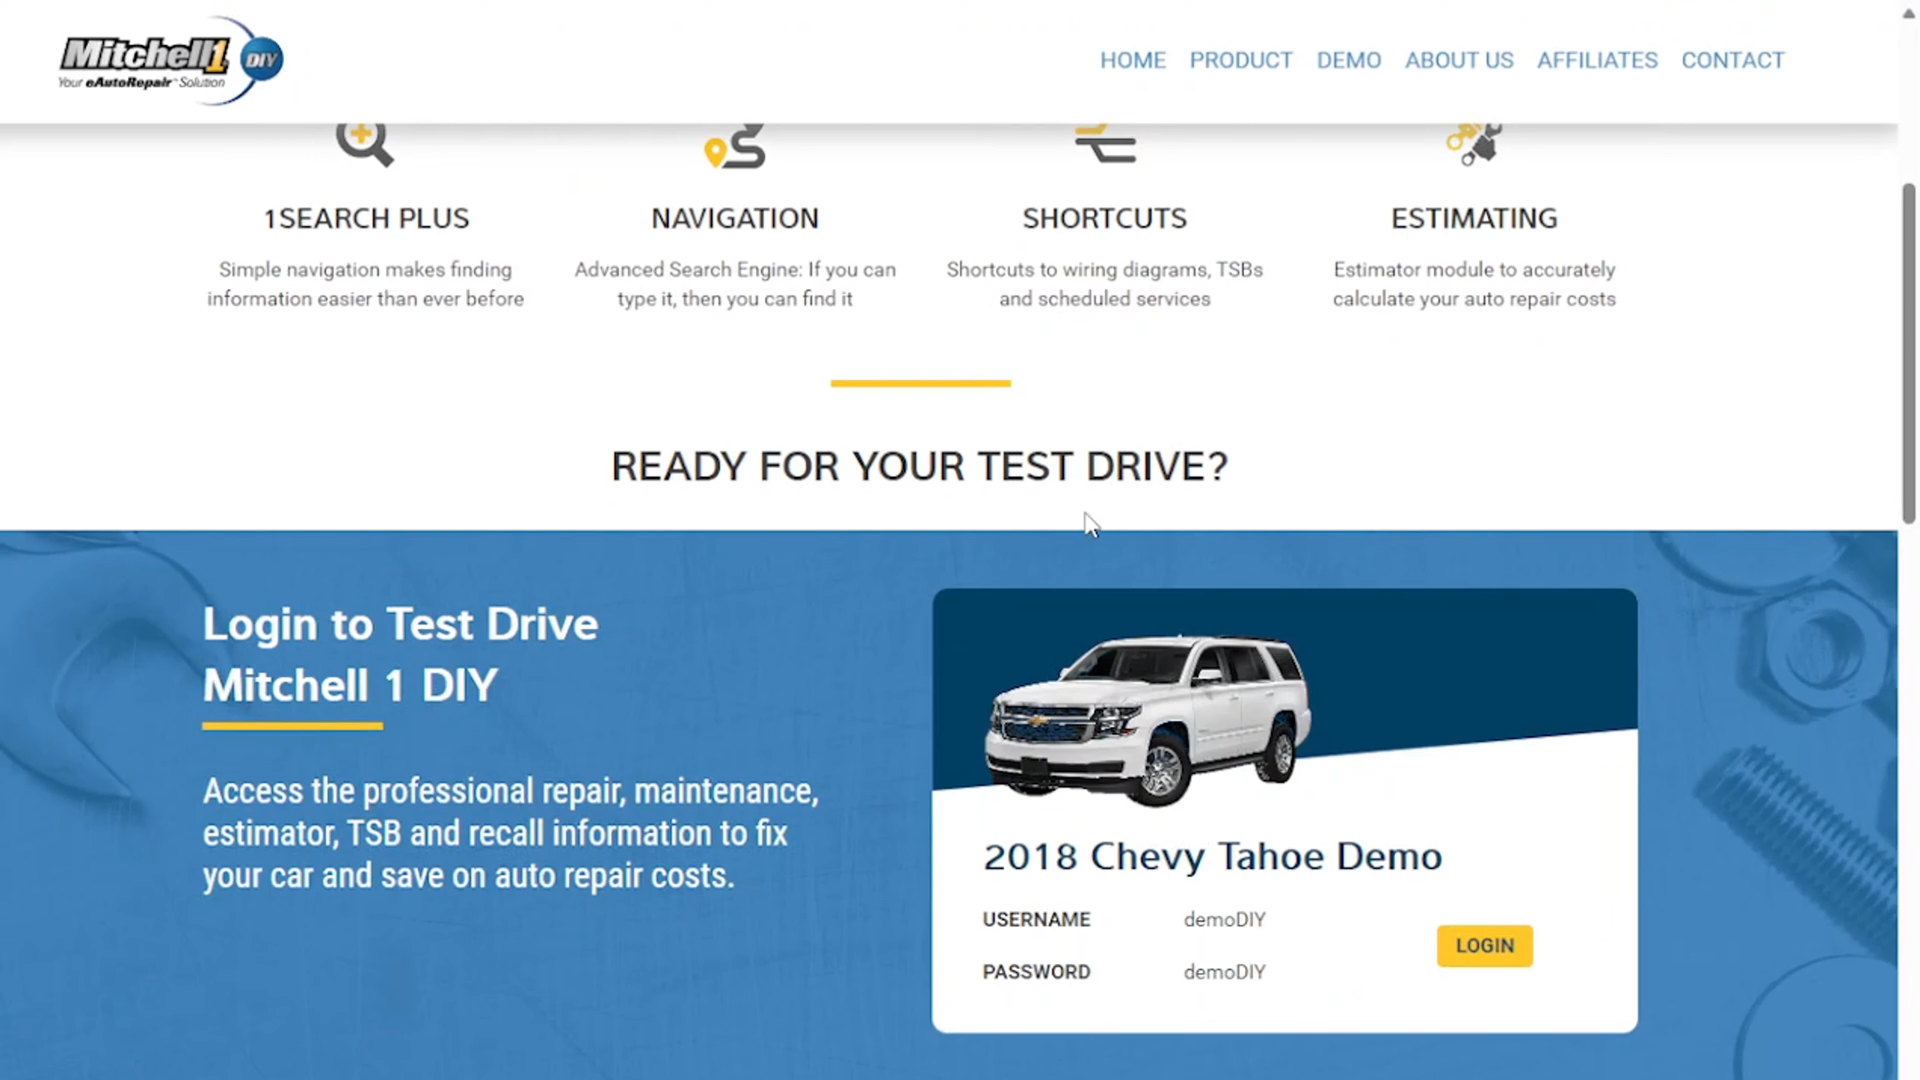 Mitchell1 DIY
Your eAutoRepair Solution
HOME PRODUCT DEMO ABOUT US AFFILIATES CONTACT
1SEARCH PLUS
Simple navigation makes finding
information easier than ever before
NAVIGATION
Advanced Search Engine: If you can
type it, then you can find it
SHORTCUTS
Shortcuts to wiring diagrams, TSBs
and scheduled services
ESTIMATING
Estimator module to accurately
calculate your auto repair costs
READY FOR YOUR TEST DRIVE?
Login to Test Drive
Mitchell 1 DIY
Access the professional repair, maintenance,
estimator, TSB and recall information to fix
your car and save on auto repair costs.
2018 Chevy Tahoe Demo
USERNAME demoDIY
PASSWORD demoDIY
LOGIN